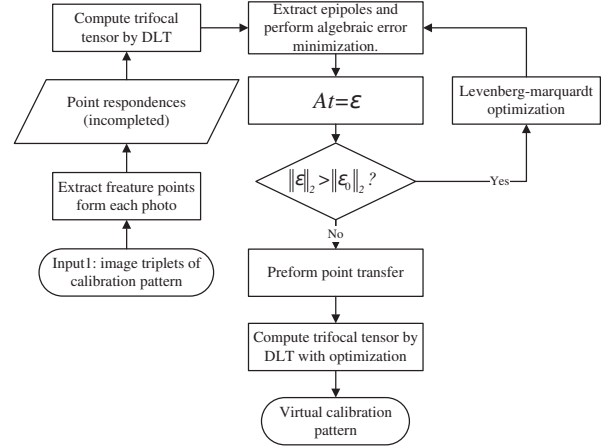 Compute trifocal
tensor by DLT
Extract epipoles and
perform algebraic error
minimization.
Point respondences
(incompleted)
At=ε
Levenberg-marquardt
optimization
Extract freature points
form each photo
‖ε‖₂>‖ε₀‖₂?
Yes
No
Input1: image triplets of
calibration pattern
Preform point transfer
Compute trifocal tensor by
DLT with optimization
Virtual calibration
pattern